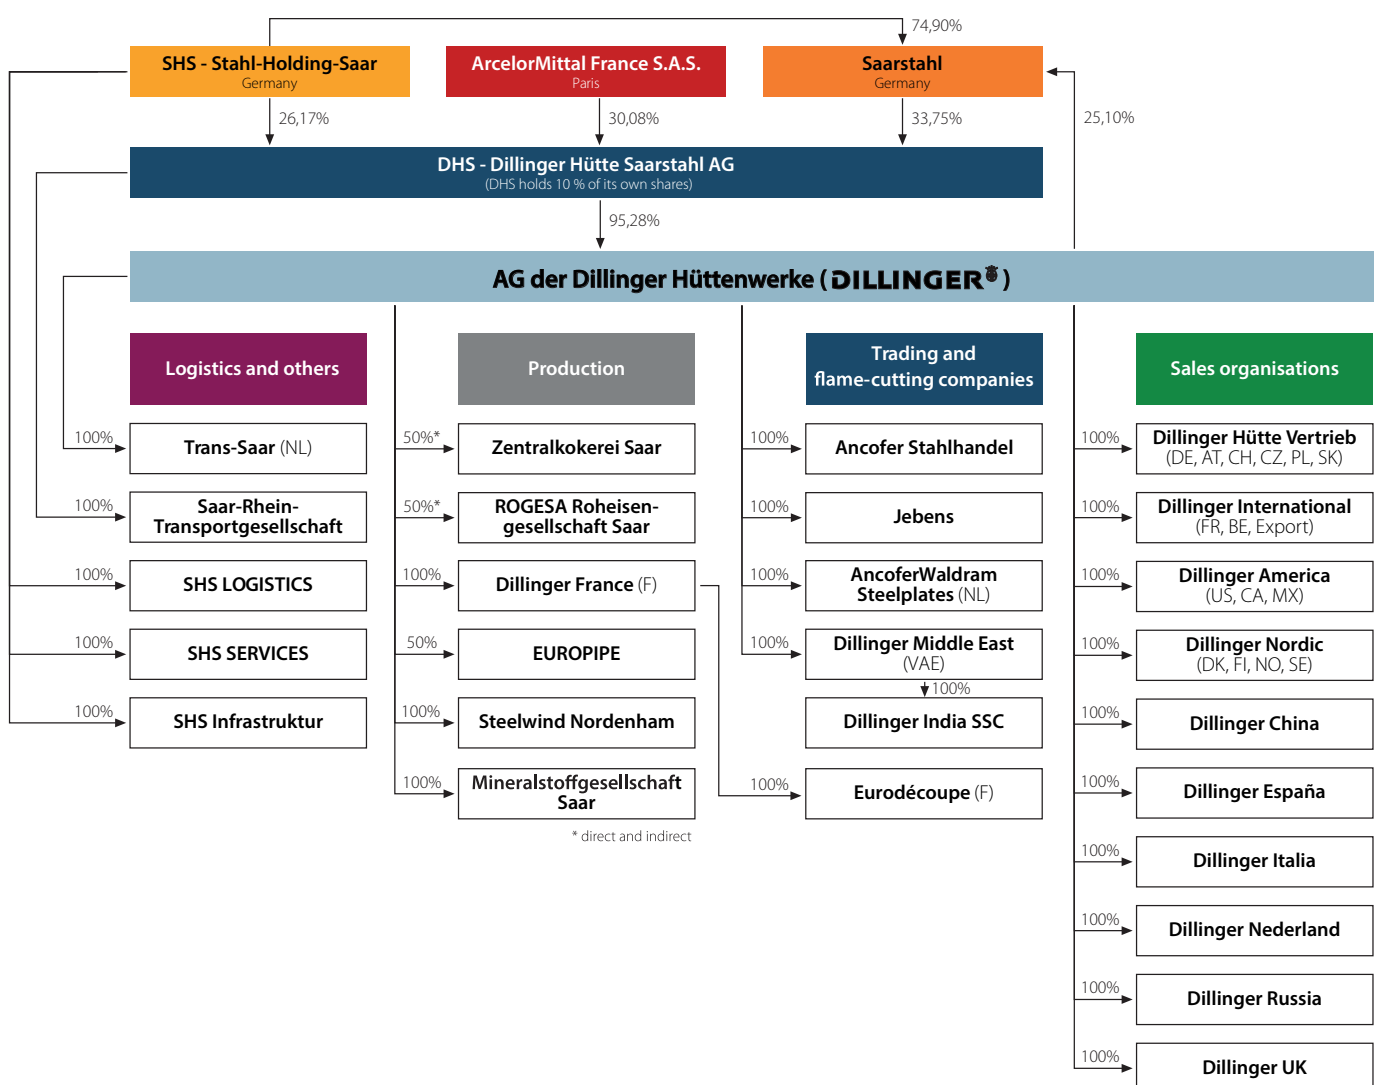 74,90%
SHS - Stahl-Holding-Saar
Germany
ArcelorMittal France S.A.S.
Paris
Saarstahl
Germany
26,17%
30,08%
33,75%
25,10%
DHS - Dillinger Hütte Saarstahl AG
(DHS holds 10 % of its own shares)
95,28%
AG der Dillinger Hüttenwerke ( DILLINGER )
Logistics and others
100%
Trans-Saar (NL)
100%
Saar-Rhein-
Transportgesellschaft
100%
SHS LOGISTICS
100%
SHS SERVICES
100%
SHS Infrastruktur
Production
50%*
Zentralkokerei Saar
50%*
ROGESA Roheisen-
gesellschaft Saar
100%
Dillinger France (F)
50%
EUROPIPE
100%
Steelwind Nordenham
100%
Mineralstoffgesellschaft
Saar
* direct and indirect
Trading and
flame-cutting companies
100%
Ancofer Stahlhandel
100%
Jebens
100%
AncoferWaldram
Steelplates (NL)
100%
Dillinger Middle East
(VAE)
100%
Dillinger India SSC
100%
Eurodécoupe (F)
Sales organisations
100%
Dillinger Hütte Vertrieb
(DE, AT, CH, CZ, PL, SK)
100%
Dillinger International
(FR, BE, Export)
100%
Dillinger America
(US, CA, MX)
100%
Dillinger Nordic
(DK, FI, NO, SE)
100%
Dillinger China
100%
Dillinger España
100%
Dillinger Italia
100%
Dillinger Nederland
100%
Dillinger Russia
100%
Dillinger UK